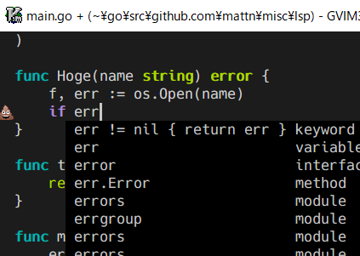 main.go + (~¥go¥src¥github.com¥mattn¥misc¥lsp) - GVIM
)
func Hoge(name string) error {
f, err := os.Open(name)
if err
} err != nil { return err } keyword
err variable
func t error interfac
re err.Error method
} errors module
errgroup module
func m errors module
er errors module